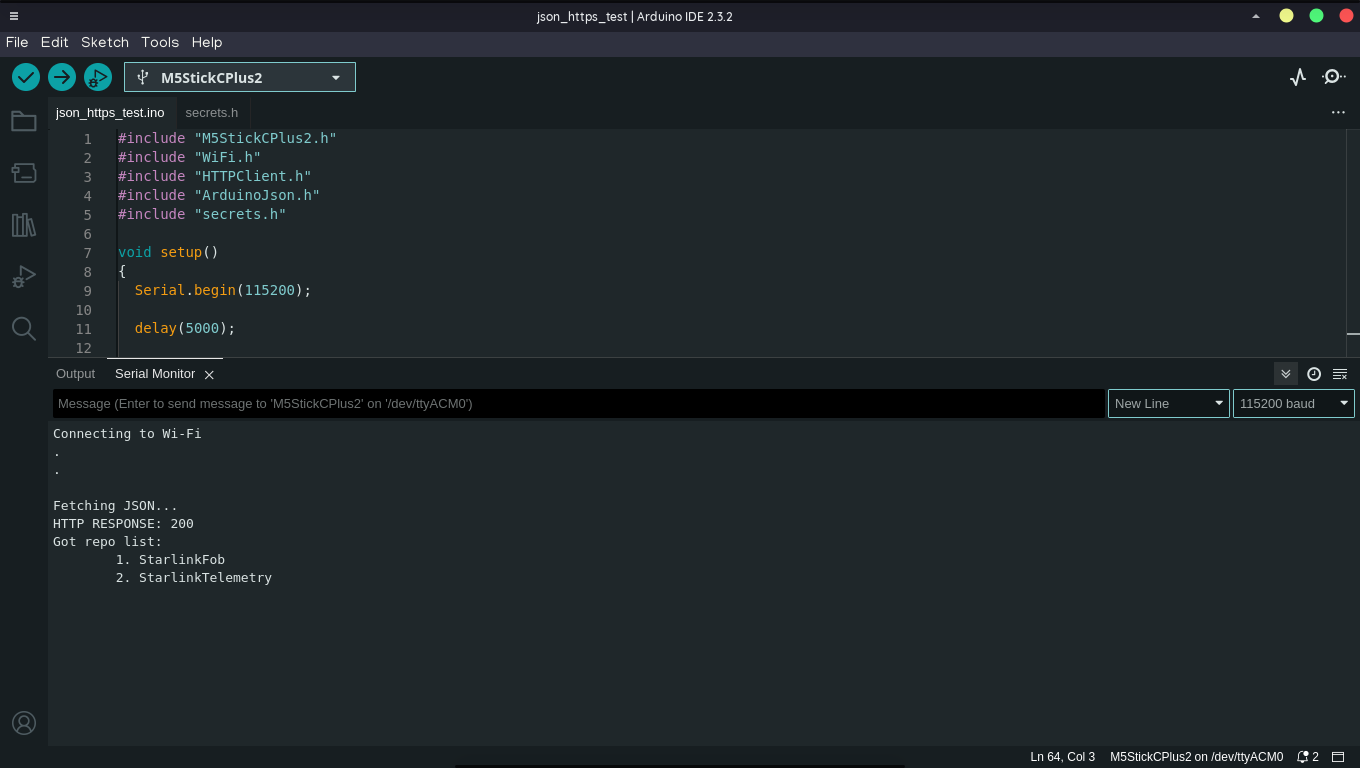 json_https_test | Arduino IDE 2.3.2
File Edit Sketch Tools Help
M5StickCPlus2
json_https_test.ino secrets.h
1 #include "M5StickCPlus2.h"
2 #include "WiFi.h"
3 #include "HTTPClient.h"
4 #include "ArduinoJson.h"
5 #include "secrets.h"
6
7 void setup()
8 {
9 Serial.begin(115200);
10
11 delay(5000);
12
Output Serial Monitor
Message (Enter to send message to 'M5StickCPlus2' on '/dev/ttyACM0') New Line 115200 baud
Connecting to Wi-Fi
.
.
Fetching JSON...
HTTP RESPONSE: 200
Got repo list:
1. StarlinkFob
2. StarlinkTelemetry
Ln 64, Col 3 M5StickCPlus2 on /dev/ttyACM0 2